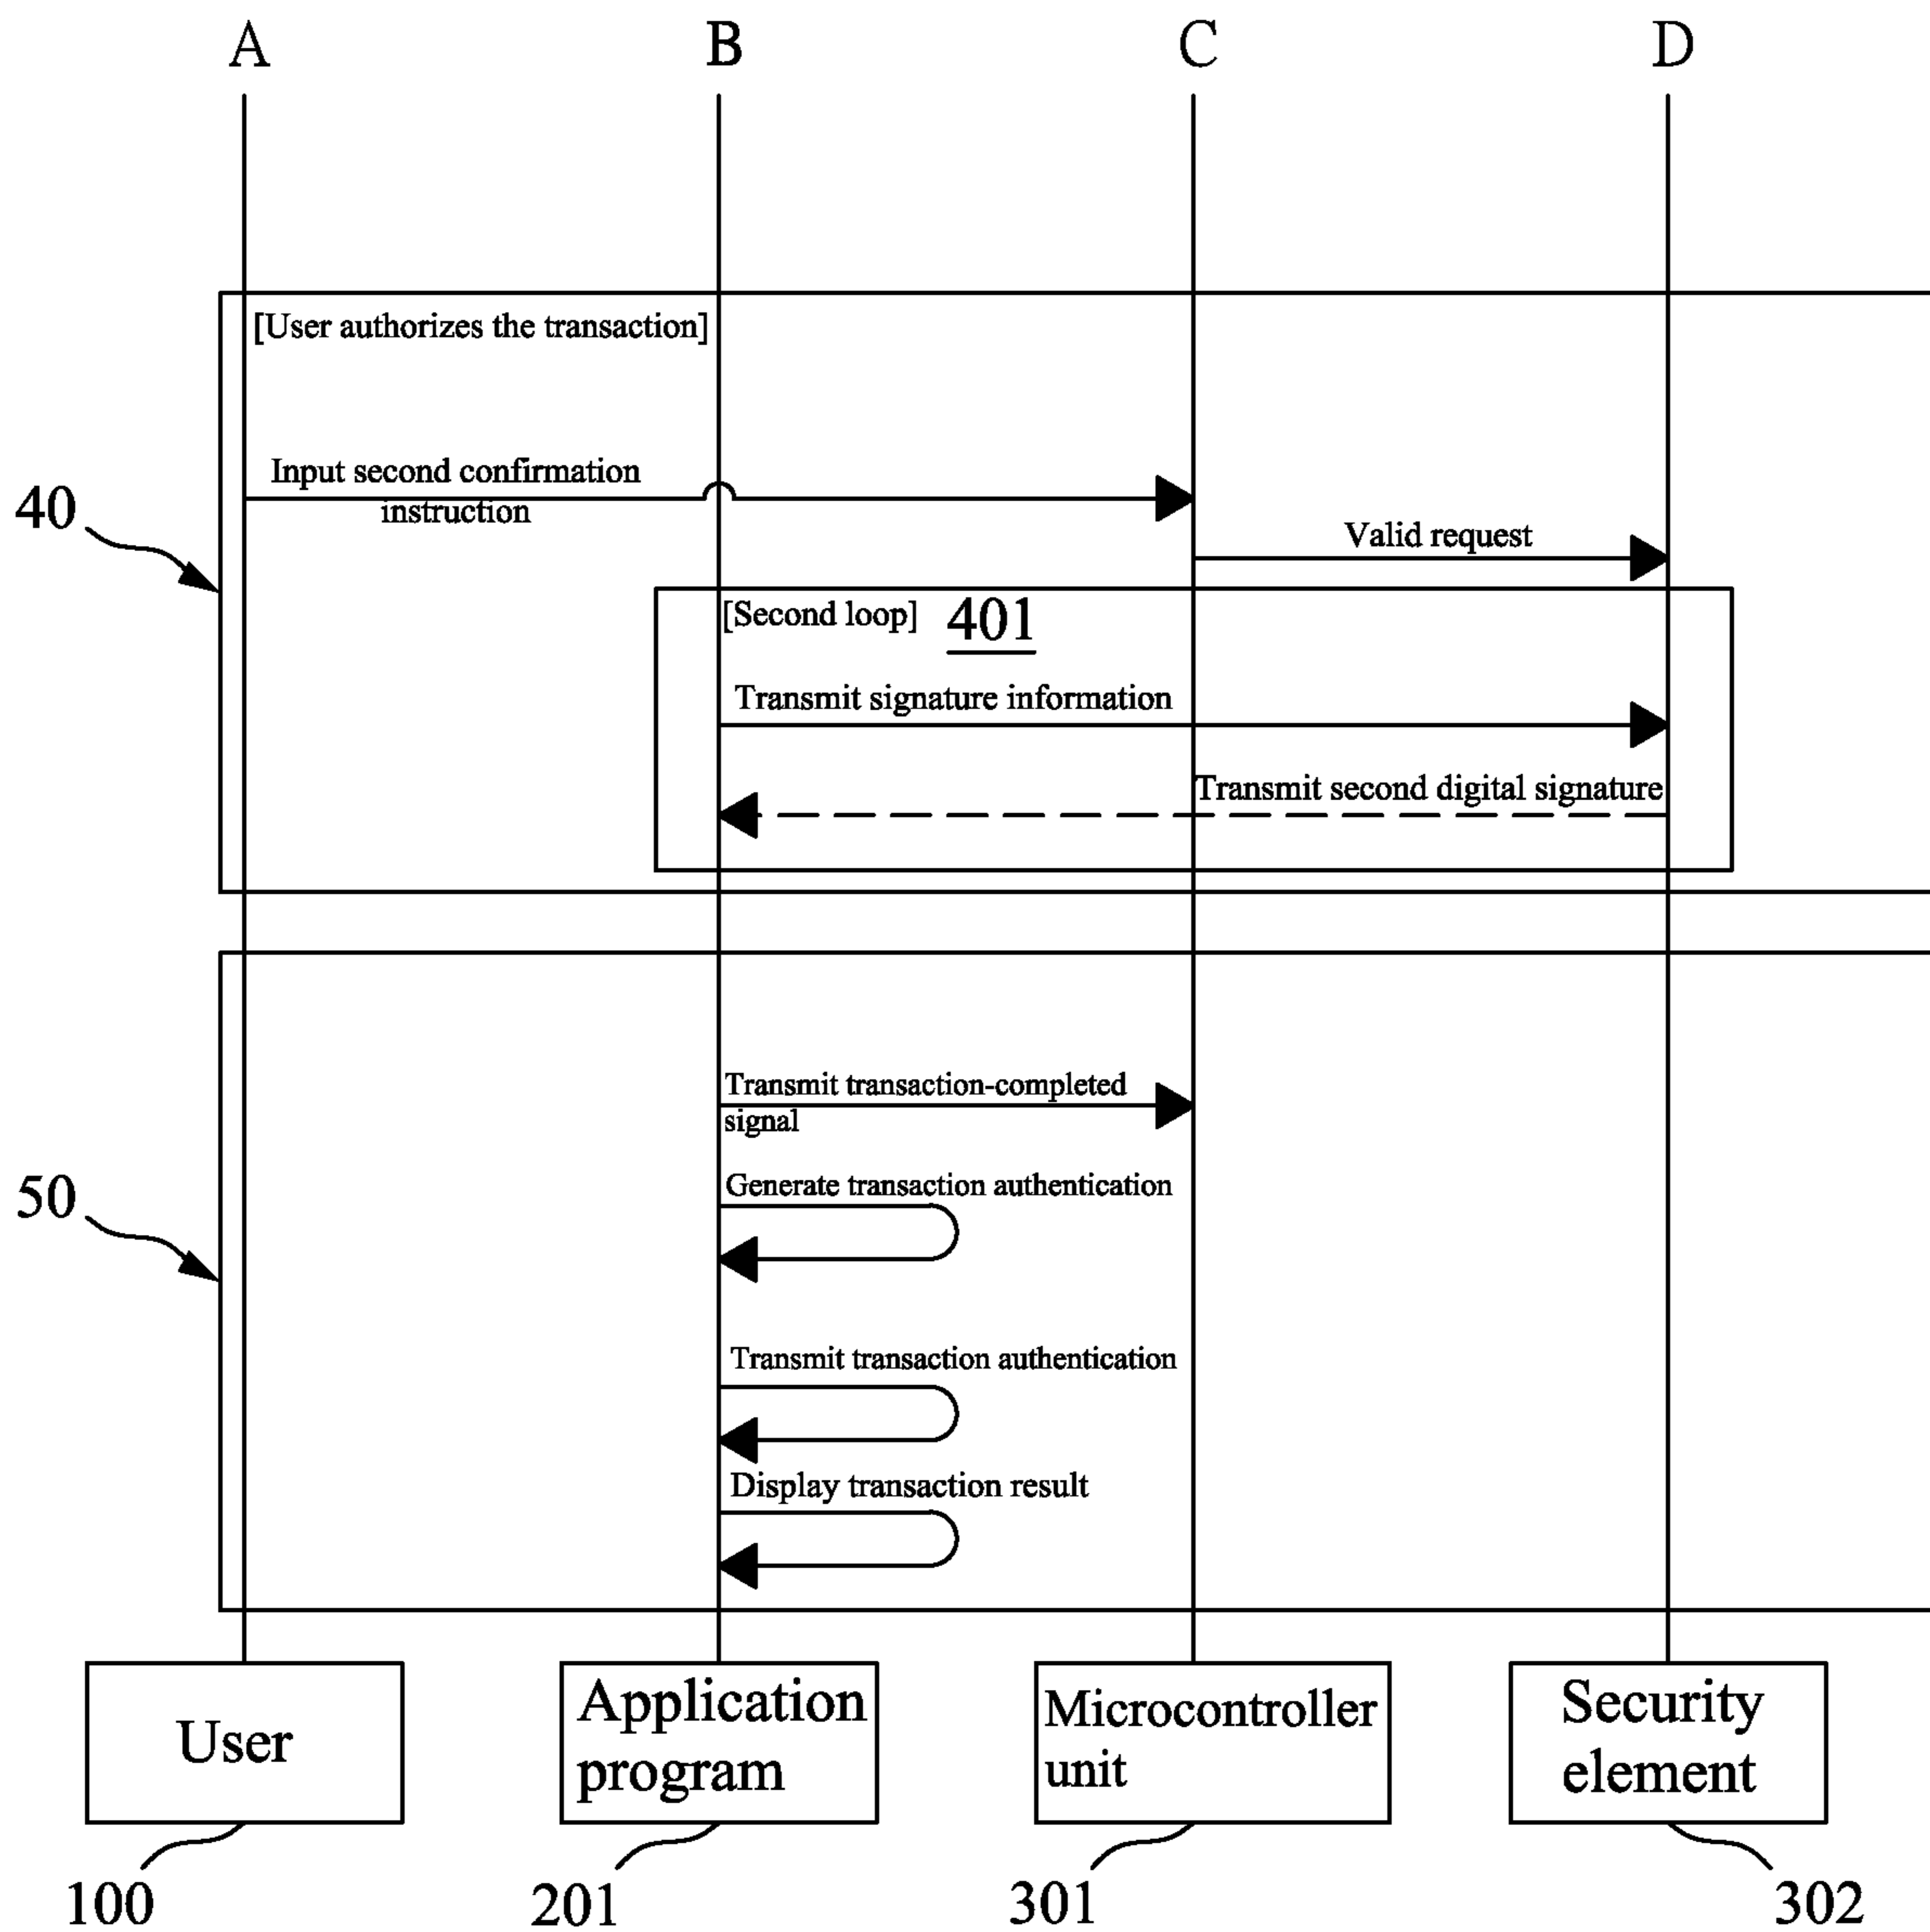 A B C D
[User authorizes the transaction]
Input second confirmation
instruction
40
Valid request
[Second loop] 401
Transmit signature information
Transmit second digital signature
Transmit transaction-completed
signal
Generate transaction authentication
50
Transmit transaction authentication
Display transaction result
User
Application
program
Microcontroller
unit
Security
element
100 201 301 302